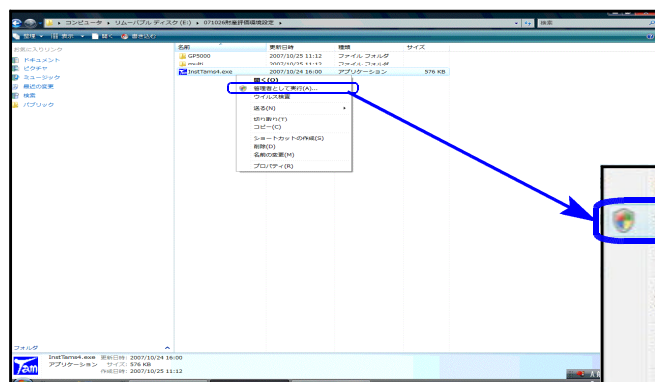 コンピュータ ▸ リムーバブル ディスク (E:) ▸ 071026財産評価環境設定 ▸
検索
整理 表示 開く 書き込む
お気に入りリンク
ドキュメント
ピクチャ
ミュージック
最近の変更
検索
パブリック
名前 更新日時 種類 サイズ
GP5000 2007/10/25 11:12 ファイル フォルダ
multi 2007/10/25 11:12 ファイル フォルダ
InstTams4.exe 2007/10/24 16:00 アプリケーション 576 KB
開く(O)
管理者として実行(A)...
ウイルス検索
送る(N)
切り取り(T)
コピー(C)
ショートカットの作成(S)
削除(D)
名前の変更(M)
プロパティ(R)
フォルダ
InstTams4.exe 更新日時: 2007/10/24 16:00
アプリケーション サイズ: 576 KB
作成日時: 2007/10/25 11:12
Tam